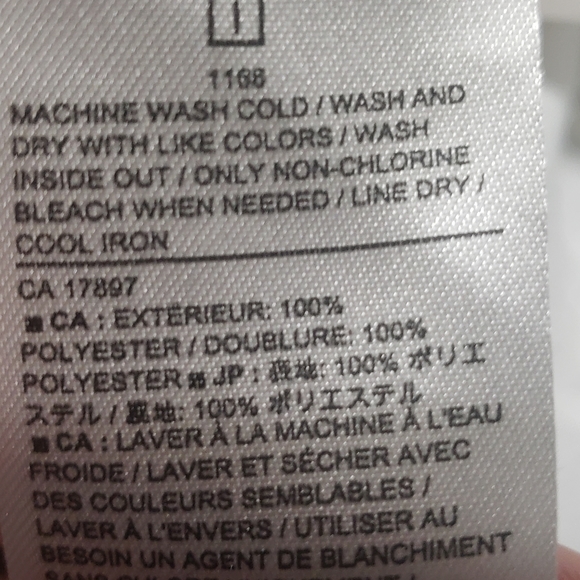 1168
MACHINE WASH COLD / WASH AND
DRY WITH LIKE COLORS / WASH
INSIDE OUT / ONLY NON-CHLORINE
BLEACH WHEN NEEDED / LINE DRY /
COOL IRON
CA 17897
CA : EXTÉRIEUR: 100%
POLYESTER / DOUBLURE: 100%
POLYESTER JP : 表地: 100% ポリエ
ステル / 裏地: 100% ポリエステル
CA : LAVER À LA MACHINE À L'EAU
FROIDE / LAVER ET SÉCHER AVEC
DES COULEURS SEMBLABLES /
LAVER À L'ENVERS / UTILISER AU
BESOIN UN AGENT DE BLANCHIMENT